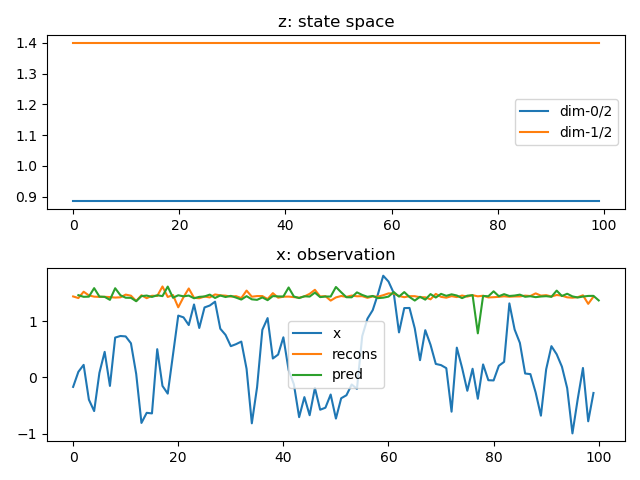 z: state space
1.4
1.3
1.2
1.1
1.0
0.9
dim-0/2
dim-1/2
0 20 40 60 80 100
x: observation
1
0
−1
x
recons
pred
0 20 40 60 80 100